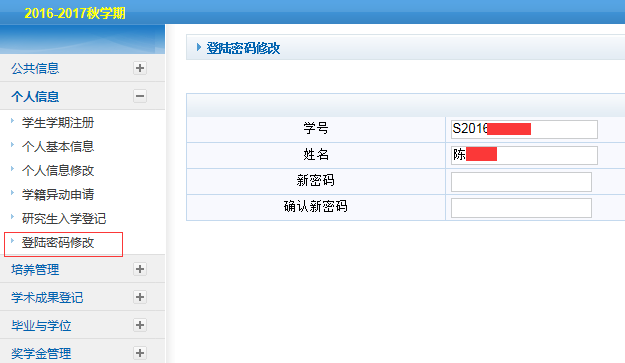 2016-2017秋学期
公共信息
个人信息
学生学期注册
个人基本信息
个人信息修改
学籍异动申请
研究生入学登记
登陆密码修改
培养管理
学术成果登记
毕业与学位
奖学金管理
登陆密码修改
学号 S2016
姓名 陈
新密码
确认新密码